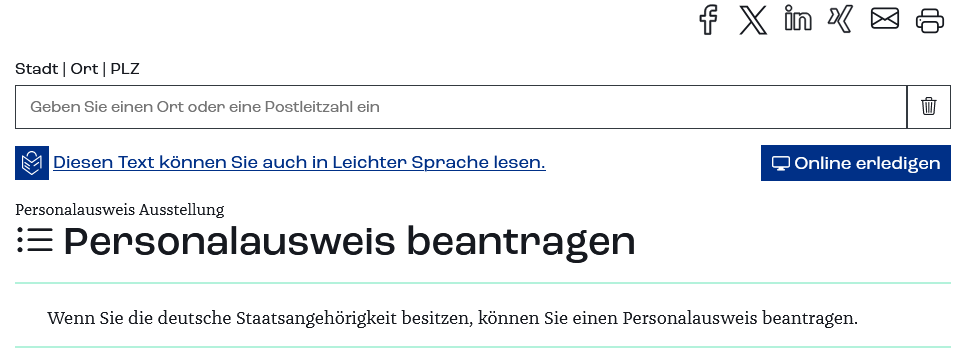 Stadt | Ort | PLZ
Geben Sie einen Ort oder eine Postleitzahl ein
Diesen Text können Sie auch in Leichter Sprache lesen.
Online erledigen
Personalausweis Ausstellung
Personalausweis beantragen
Wenn Sie die deutsche Staatsangehörigkeit besitzen, können Sie einen Personalausweis beantragen.